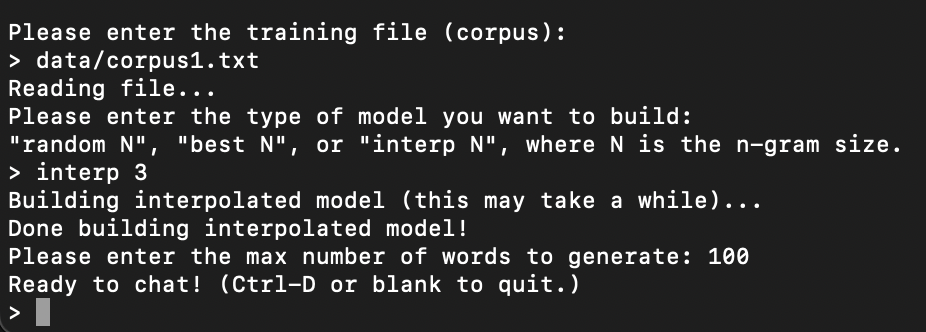 Please enter the training file (corpus):
> data/corpus1.txt
Reading file...
Please enter the type of model you want to build:
"random N", "best N", or "interp N", where N is the n-gram size.
> interp 3
Building interpolated model (this may take a while)...
Done building interpolated model!
Please enter the max number of words to generate: 100
Ready to chat! (Ctrl-D or blank to quit.)
>